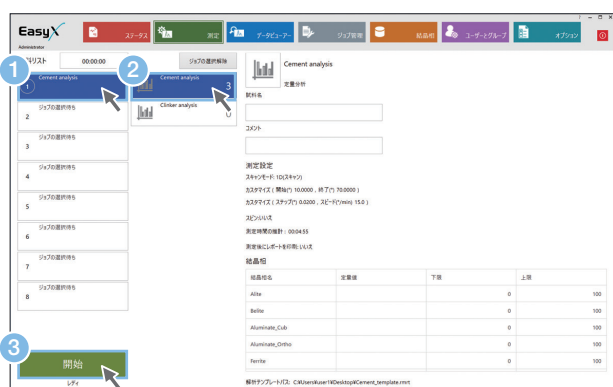 EasyX
Administrator
ステータス
測定
データビューアー
ジョブ管理
結晶相
ユーザーとグループ
オプション
リスト
00:00:00
ジョブの選択解除
1
2
3
Cement analysis
1
ジョブの選択待ち
2
ジョブの選択待ち
3
ジョブの選択待ち
4
ジョブの選択待ち
5
ジョブの選択待ち
6
ジョブの選択待ち
7
ジョブの選択待ち
8
開始
レディ
Cement analysis
3
Clinker analysis
0
Cement analysis
定量分析
試料名
コメント
測定設定
スキャンモード: 1D(スキャン)
カスタマイズ ( 開始(°) 10.0000 , 終了(°) 70.0000 )
カスタマイズ ( ステップ(°) 0.0200 , スピード(°/min) 15.0 )
スピン:いいえ
測定時間の推計 : 00:04:53
測定後にレポートを印刷: いいえ
結晶相
結晶相名 定量値 下限 上限
Alite 0 100
Belite 0 100
Aluminate_Cub 0 100
Aluminate_Ortho 0 100
Ferrite 0 100
解析テンプレートパス: C:¥Users¥user1¥Desktop¥Cement_template.rmrt